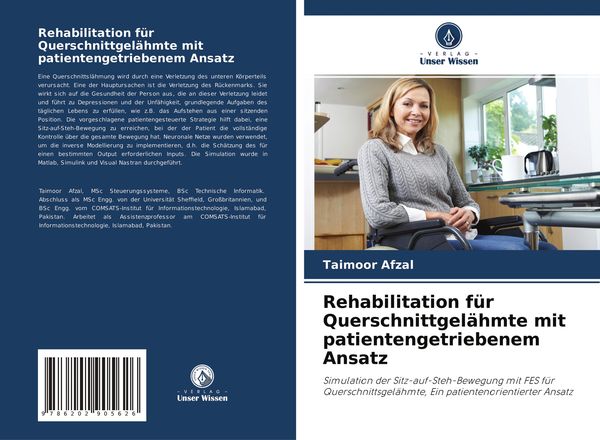 Rehabilitation für
Querschnittgelähmte mit
patientengetriebenem Ansatz
Eine Querschnittslähmung wird durch eine Verletzung des unteren Körperteils
verursacht. Eine der Hauptursachen ist die Verletzung des Rückenmarks. Sie
wirkt sich auf die Gesundheit der Person aus, die an dieser Verletzung leidet
und führt zu Depressionen und der Unfähigkeit, grundlegende Aufgaben des
täglichen Lebens zu erfüllen, wie z.B. das Aufstehen aus einer sitzenden
Position. Die vorgeschlagene patientengesteuerte Strategie hilft dabei, eine
Sitz-auf-Steh-Bewegung zu erreichen, bei der der Patient die vollständige
Kontrolle über die gesamte Bewegung hat. Neuronale Netze wurden verwendet,
um die inverse Modellierung zu implementieren, d.h. die Schätzung des für
einen bestimmten Output erforderlichen Inputs. Die Simulation wurde in
Matlab, Simulink und Visual Nastran durchgeführt.
Taimoor Afzal, MSc Steuerungssysteme, BSc Technische Informatik.
Abschluss als MSc Engg. von der Universität Sheffield, Großbritannien, und
BSc Engg. vom COMSATS-Institut für Informationstechnologie, Islamabad,
Pakistan. Arbeitet als Assistenzprofessor am COMSATS-Institut für
Informationstechnologie, Islamabad, Pakistan.
9 786202 905626
VERLAG
Unser Wissen
VERLAG
Unser Wissen
Taimoor Afzal
Rehabilitation für
Querschnittgelähmte mit
patientengetriebenem
Ansatz
Simulation der Sitz-auf-Steh-Bewegung mit FES für
Querschnittsgelähmte, Ein patientenorientierter Ansatz